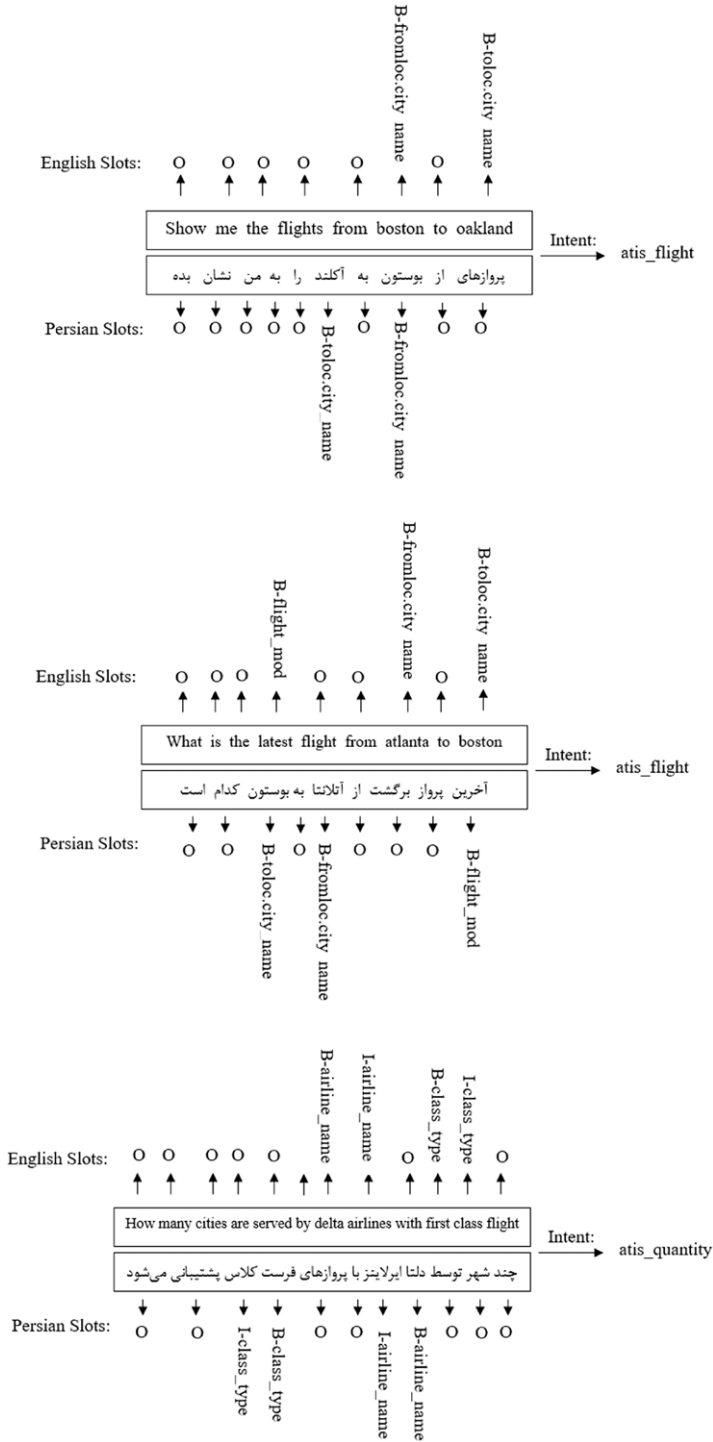 B-fromloc.city name
B-toloc.city name
English Slots: O O O O O O
Show me the flights from boston to oakland
Intent: atis_flight
پروازهای از بوستون به آکلند را به من نشان بده
Persian Slots: O O O O O B-toloc.city_name O B-fromloc.city name O O
B-flight_mod
B-fromloc.city name
B-toloc.city name
English Slots: O O O O O O
What is the latest flight from atlanta to boston
Intent: atis_flight
آخرین پرواز برگشت از آتلانتا به بوستون کدام است
Persian Slots: O O B-toloc.city_name O B-fromloc.city name O O O B-flight_mod
B-airline_name
I-airline_name
B-class_type
I-class_type
English Slots: O O O O O O O
How many cities are served by delta airlines with first class flight
Intent: atis_quantity
چند شهر توسط دلتا ایرلاینز با پروازهای فرست کلاس پشتیبانی می‌شود
Persian Slots: O O I-class_type B-class_type O O I-airline_name B-airline_name O O O